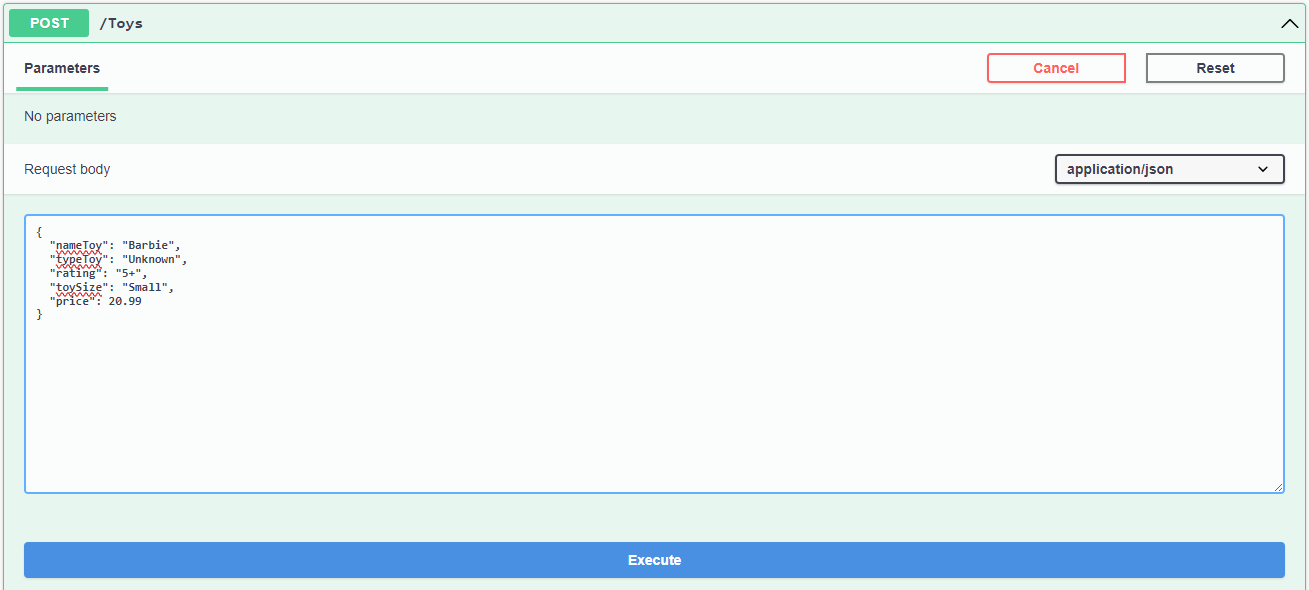 POST /Toys
Parameters Cancel Reset
No parameters
Request body application/json
{
  "nameToy": "Barbie",
  "typeToy": "Unknown",
  "rating": "5+",
  "toySize": "Small",
  "price": 20.99
}
Execute